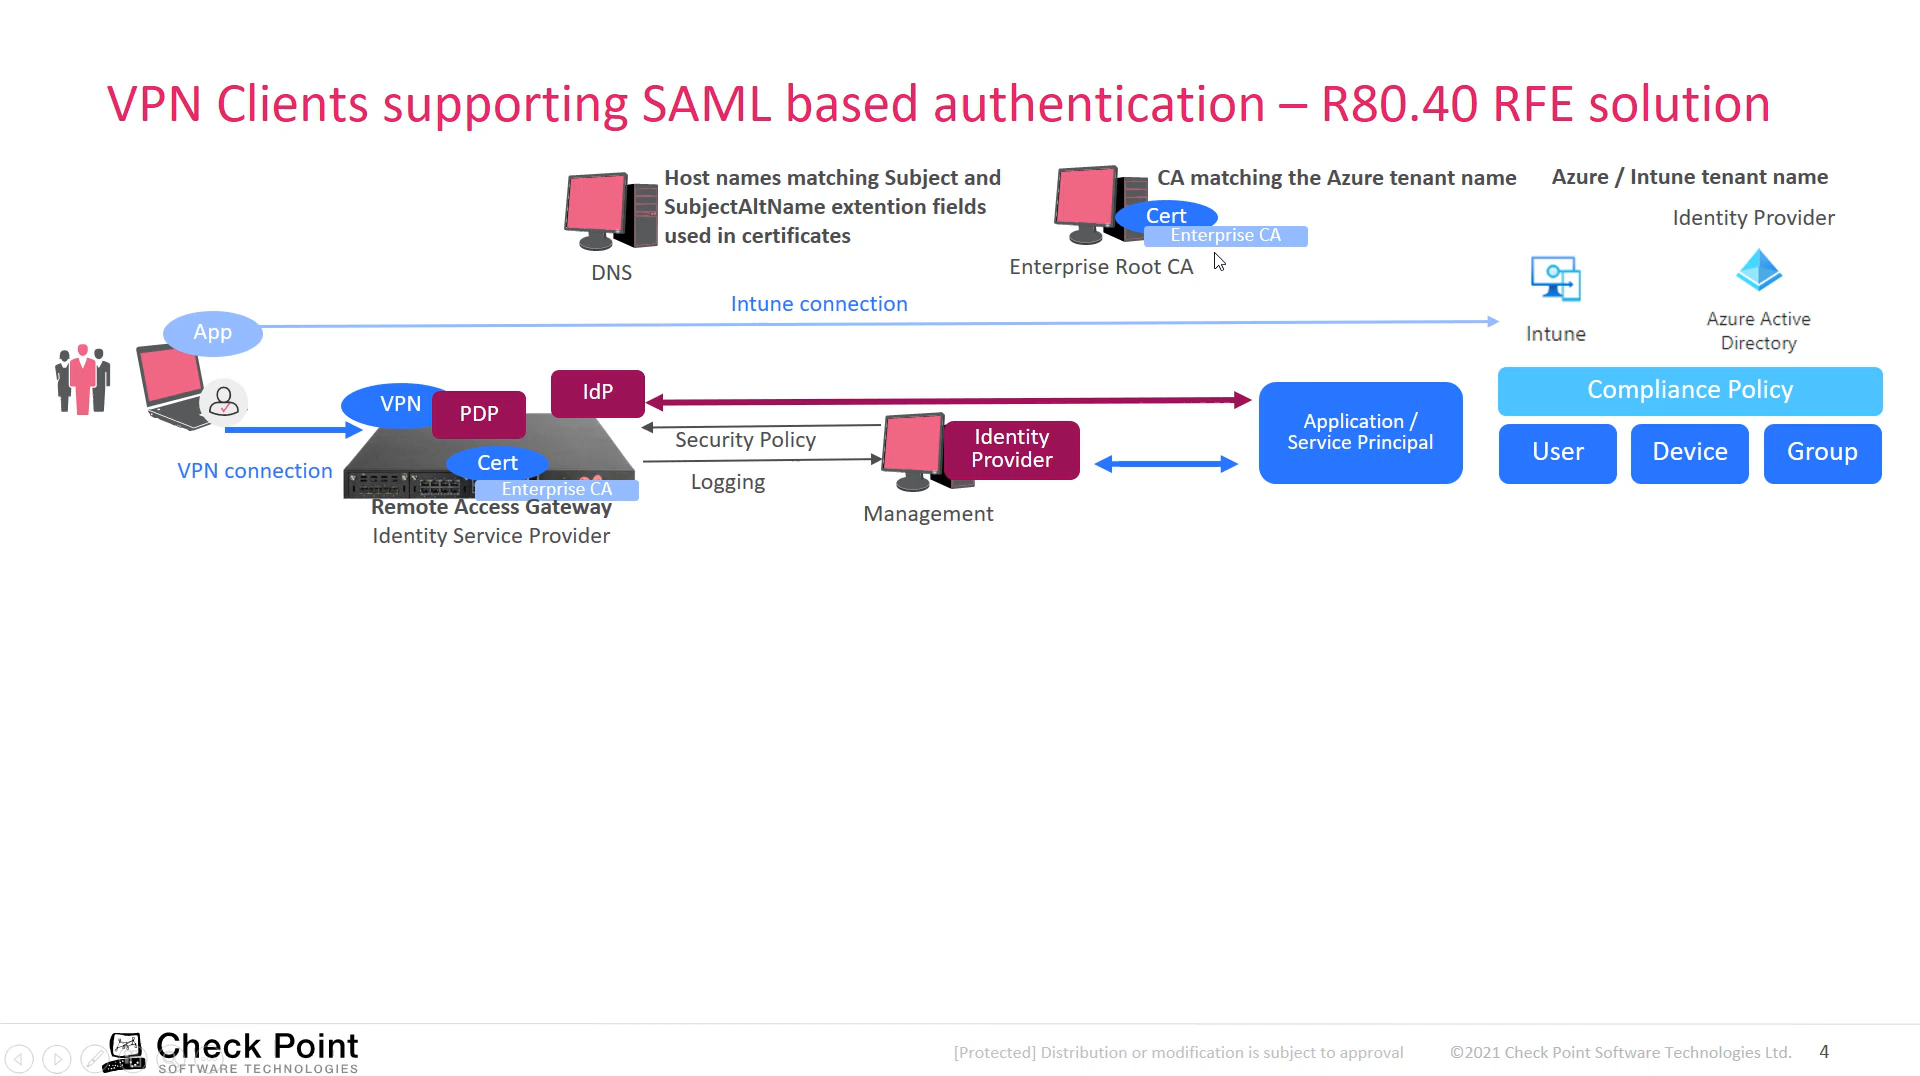 VPN Clients supporting SAML based authentication – R80.40 RFE solution
Host names matching Subject and
SubjectAltName extention fields
used in certificates
DNS
CA matching the Azure tenant name
Cert
Enterprise CA
Enterprise Root CA
Azure / Intune tenant name
Identity Provider
Intune
Azure Active
Directory
Intune connection
App
VPN
PDP
IdP
Cert
Enterprise CA
VPN connection
Remote Access Gateway
Identity Service Provider
Security Policy
Logging
Identity
Provider
Management
Application /
Service Principal
Compliance Policy
User
Device
Group
Check Point
SOFTWARE TECHNOLOGIES
[Protected] Distribution or modification is subject to approval
©2021 Check Point Software Technologies Ltd.
4